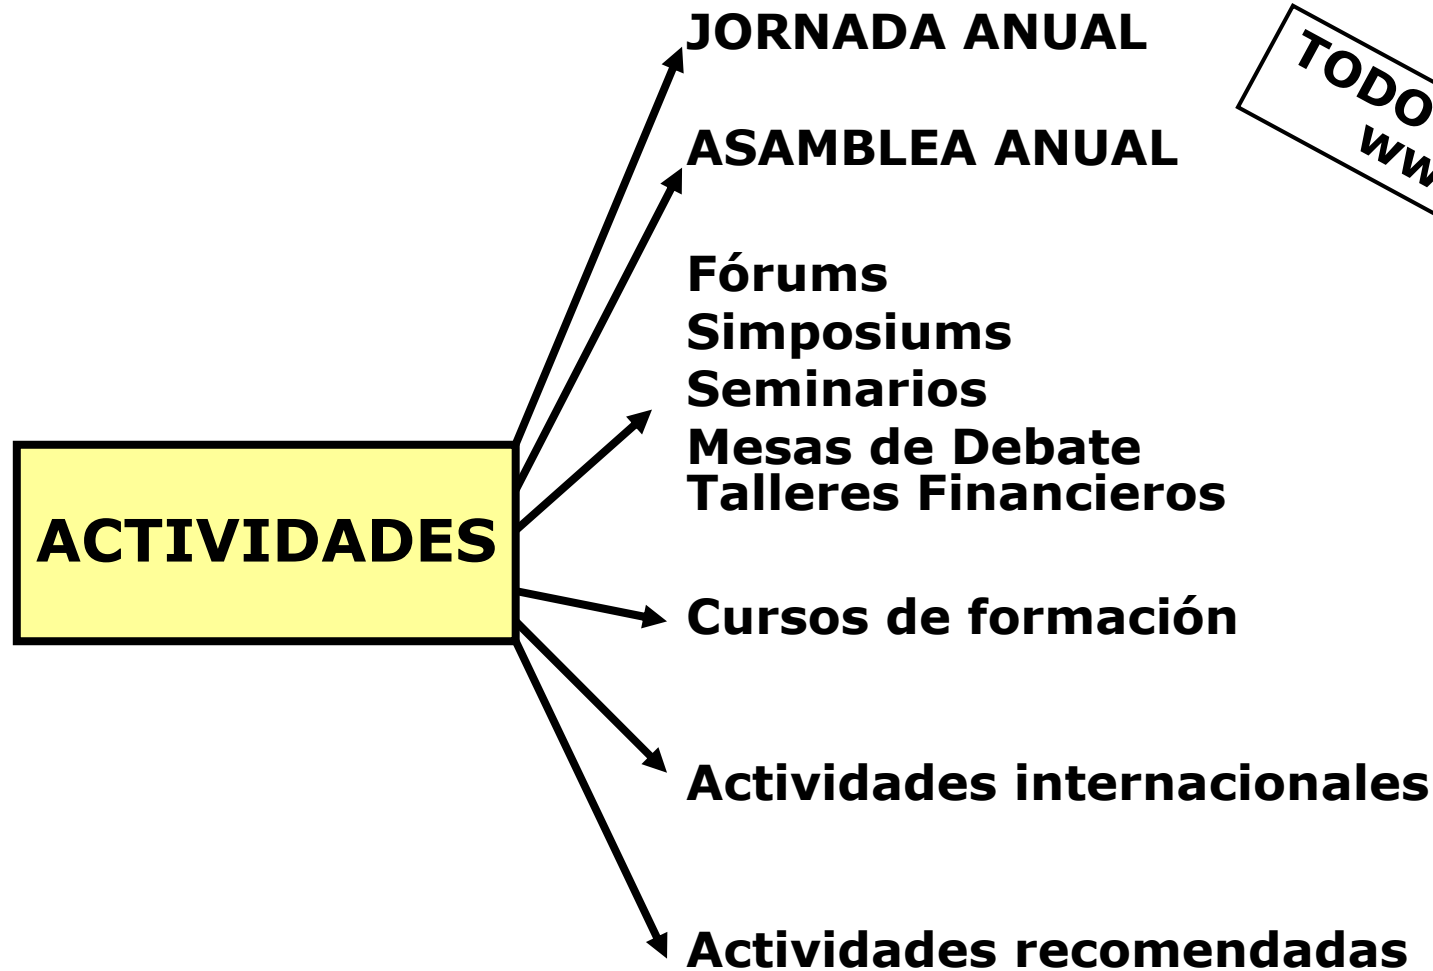 JORNADA ANUAL
TODO
ASAMBLEA ANUAL
Fórums
Simposiums
Seminarios
Mesas de Debate
Talleres Financieros
ACTIVIDADES
Cursos de formación
Actividades internacionales
Actividades recomendadas